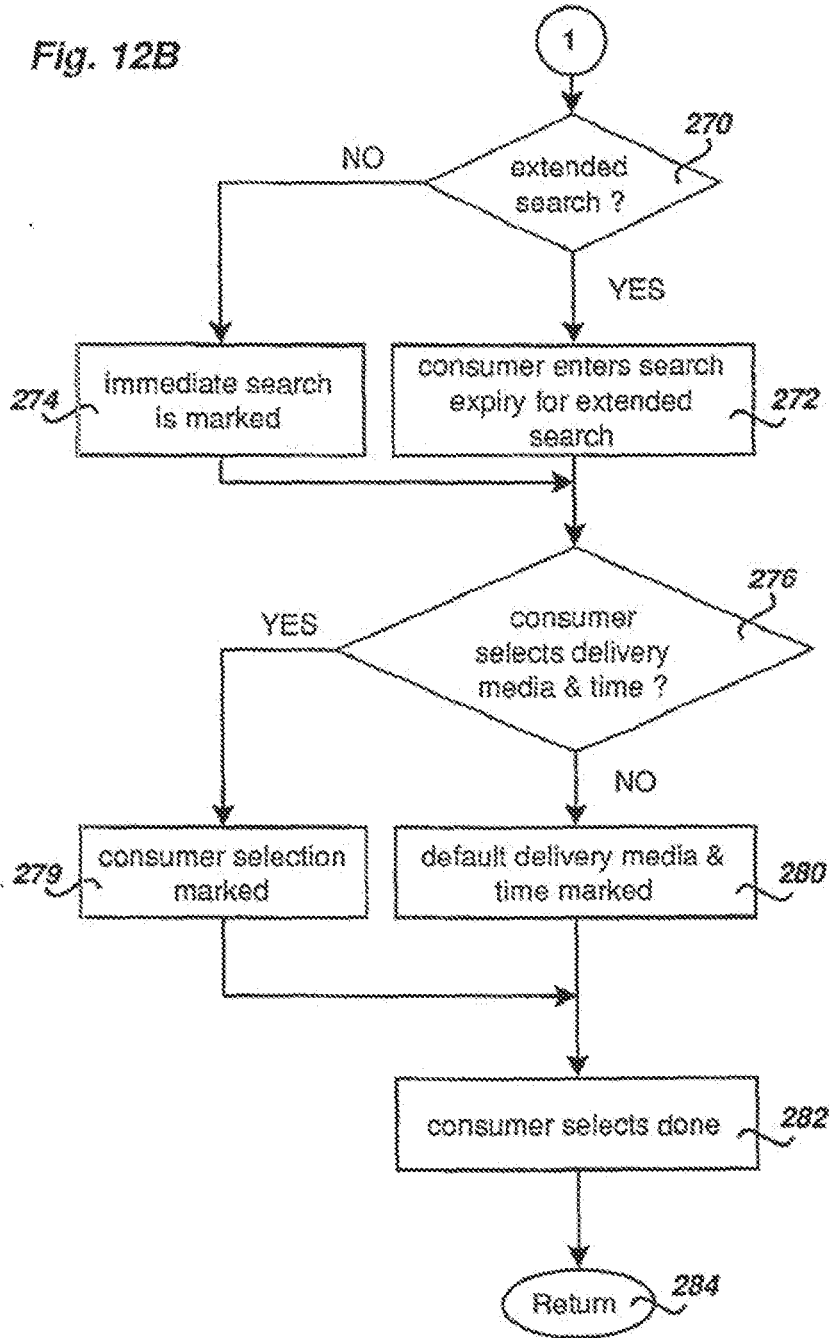 Fig. 12B
1
270
extended
search ?
NO
YES
274
immediate search
is marked
consumer enters search
expiry for extended
search
272
276
consumer
selects delivery
media & time ?
YES
NO
279
consumer selection
marked
default delivery media &
time marked
280
consumer selects done
282
Return
284